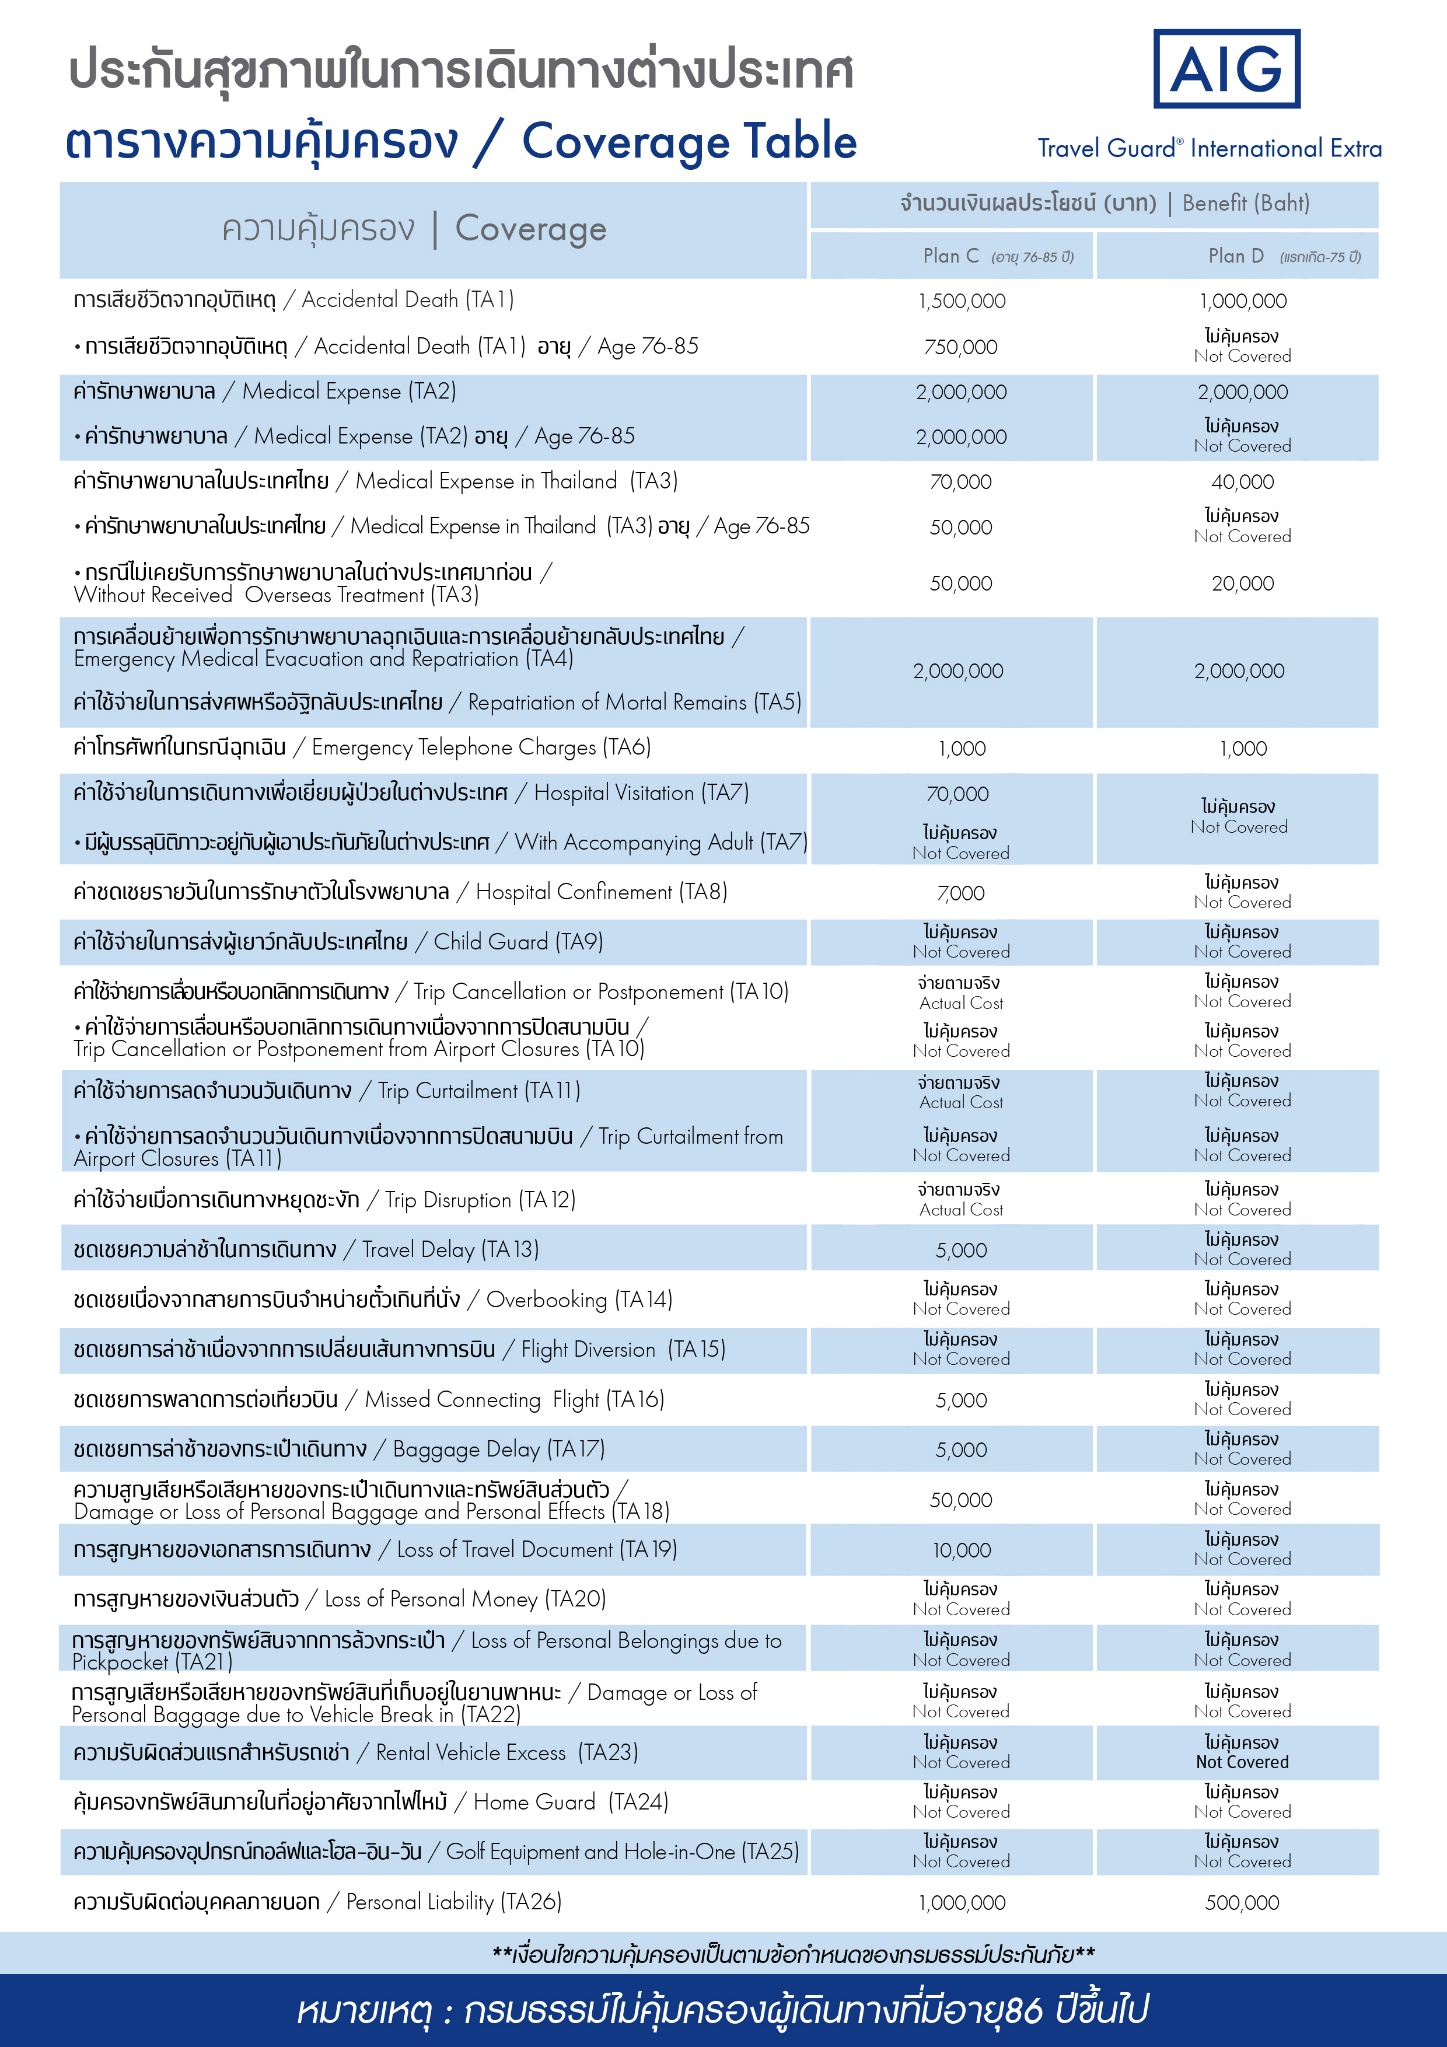 ประกันสุขภาพในการเดินทางต่างประเทศ
AIG
ตารางความคุ้มครอง / Coverage Table
Travel Guard® International Extra
ความคุ้มครอง | Coverage
จำนวนเงินผลประโยชน์ (บาท) | Benefit (Baht)
Plan C (อายุ 76-85 ปี)
Plan D (แรกเกิด-75 ปี)
การเสียชีวิตจากอุบัติเหตุ / Accidental Death (TA1)
1,500,000
1,000,000
• การเสียชีวิตจากอุบัติเหตุ / Accidental Death (TA1) อายุ / Age 76-85
750,000
ไม่คุ้มครอง
Not Covered
ค่ารักษาพยาบาล / Medical Expense (TA2)
2,000,000
2,000,000
• ค่ารักษาพยาบาล / Medical Expense (TA2) อายุ / Age 76-85
2,000,000
ไม่คุ้มครอง
Not Covered
ค่ารักษาพยาบาลในประเทศไทย / Medical Expense in Thailand (TA3)
70,000
40,000
• ค่ารักษาพยาบาลในประเทศไทย / Medical Expense in Thailand (TA3) อายุ / Age 76-85
50,000
ไม่คุ้มครอง
Not Covered
• กรณีไม่เคยรับการรักษาพยาบาลในต่างประเทศมาก่อน /
Without Received Overseas Treatment (TA3)
50,000
20,000
การเคลื่อนย้ายเพื่อการรักษาพยาบาลฉุกเฉินและการเคลื่อนย้ายกลับประเทศไทย /
Emergency Medical Evacuation and Repatriation (TA4)
2,000,000
2,000,000
ค่าใช้จ่ายในการส่งศพหรืออัฐิกลับประเทศไทย / Repatriation of Mortal Remains (TA5)
ค่าโทรศัพท์ในกรณีฉุกเฉิน / Emergency Telephone Charges (TA6)
1,000
1,000
ค่าใช้จ่ายในการเดินทางเพื่อเยี่ยมผู้ป่วยในต่างประเทศ / Hospital Visitation (TA7)
70,000
ไม่คุ้มครอง
Not Covered
• มีผู้บรรลุนิติภาวะอยู่กับผู้เอาประกันภัยในต่างประเทศ / With Accompanying Adult (TA7)
ไม่คุ้มครอง
Not Covered
ค่าชดเชยรายวันในการรักษาตัวในโรงพยาบาล / Hospital Confinement (TA8)
7,000
ไม่คุ้มครอง
Not Covered
ค่าใช้จ่ายในการส่งผู้เยาว์กลับประเทศไทย / Child Guard (TA9)
ไม่คุ้มครอง
Not Covered
ไม่คุ้มครอง
Not Covered
ค่าใช้จ่ายการเลื่อนหรือบอกเลิกการเดินทาง / Trip Cancellation or Postponement (TA10)
จ่ายตามจริง
Actual Cost
ไม่คุ้มครอง
Not Covered
• ค่าใช้จ่ายการเลื่อนหรือบอกเลิกการเดินทางเนื่องจากการปิดสนามบิน /
Trip Cancellation or Postponement from Airport Closures (TA10)
ไม่คุ้มครอง
Not Covered
ไม่คุ้มครอง
Not Covered
ค่าใช้จ่ายการลดจำนวนวันเดินทาง / Trip Curtailment (TA11)
จ่ายตามจริง
Actual Cost
ไม่คุ้มครอง
Not Covered
• ค่าใช้จ่ายการลดจำนวนวันเดินทางเนื่องจากการปิดสนามบิน / Trip Curtailment from
Airport Closures (TA11)
ไม่คุ้มครอง
Not Covered
ไม่คุ้มครอง
Not Covered
ค่าใช้จ่ายเมื่อการเดินทางหยุดชะงัก / Trip Disruption (TA12)
จ่ายตามจริง
Actual Cost
ไม่คุ้มครอง
Not Covered
ชดเชยความล่าช้าในการเดินทาง / Travel Delay (TA13)
5,000
ไม่คุ้มครอง
Not Covered
ชดเชยเนื่องจากสายการบินจำหน่ายตั๋วเกินที่นั่ง / Overbooking (TA14)
ไม่คุ้มครอง
Not Covered
ไม่คุ้มครอง
Not Covered
ชดเชยการล่าช้าเนื่องจากการเปลี่ยนเส้นทางการบิน / Flight Diversion (TA15)
ไม่คุ้มครอง
Not Covered
ไม่คุ้มครอง
Not Covered
ชดเชยการพลาดการต่อเที่ยวบิน / Missed Connecting Flight (TA16)
5,000
ไม่คุ้มครอง
Not Covered
ชดเชยการล่าช้าของกระเป๋าเดินทาง / Baggage Delay (TA17)
5,000
ไม่คุ้มครอง
Not Covered
ความสูญเสียหรือเสียหายของกระเป๋าเดินทางและทรัพย์สินส่วนตัว /
Damage or Loss of Personal Baggage and Personal Effects (TA18)
50,000
ไม่คุ้มครอง
Not Covered
การสูญหายของเอกสารการเดินทาง / Loss of Travel Document (TA19)
10,000
ไม่คุ้มครอง
Not Covered
การสูญหายของเงินส่วนตัว / Loss of Personal Money (TA20)
ไม่คุ้มครอง
Not Covered
ไม่คุ้มครอง
Not Covered
การสูญหายของทรัพย์สินจากการล้วงกระเป๋า / Loss of Personal Belongings due to
Pickpocket (TA21)
ไม่คุ้มครอง
Not Covered
ไม่คุ้มครอง
Not Covered
การสูญเสียหรือเสียหายของทรัพย์สินที่เก็บอยู่ในยานพาหนะ / Damage or Loss of
Personal Baggage due to Vehicle Break in (TA22)
ไม่คุ้มครอง
Not Covered
ไม่คุ้มครอง
Not Covered
ความรับผิดส่วนแรกสำหรับรถเช่า / Rental Vehicle Excess (TA23)
ไม่คุ้มครอง
Not Covered
ไม่คุ้มครอง
Not Covered
คุ้มครองทรัพย์สินภายในที่อยู่อาศัยจากไฟไหม้ / Home Guard (TA24)
ไม่คุ้มครอง
Not Covered
ไม่คุ้มครอง
Not Covered
ความคุ้มครองอุปกรณ์กอล์ฟและโฮล-อิน-วัน / Golf Equipment and Hole-in-One (TA25)
ไม่คุ้มครอง
Not Covered
ไม่คุ้มครอง
Not Covered
ความรับผิดต่อบุคคลภายนอก / Personal Liability (TA26)
1,000,000
500,000
**เงื่อนไขความคุ้มครองเป็นตามข้อกำหนดของกรมธรรม์ประกันภัย**
หมายเหตุ : กรมธรรม์ไม่คุ้มครองผู้เดินทางที่มีอายุ86 ปีขึ้นไป